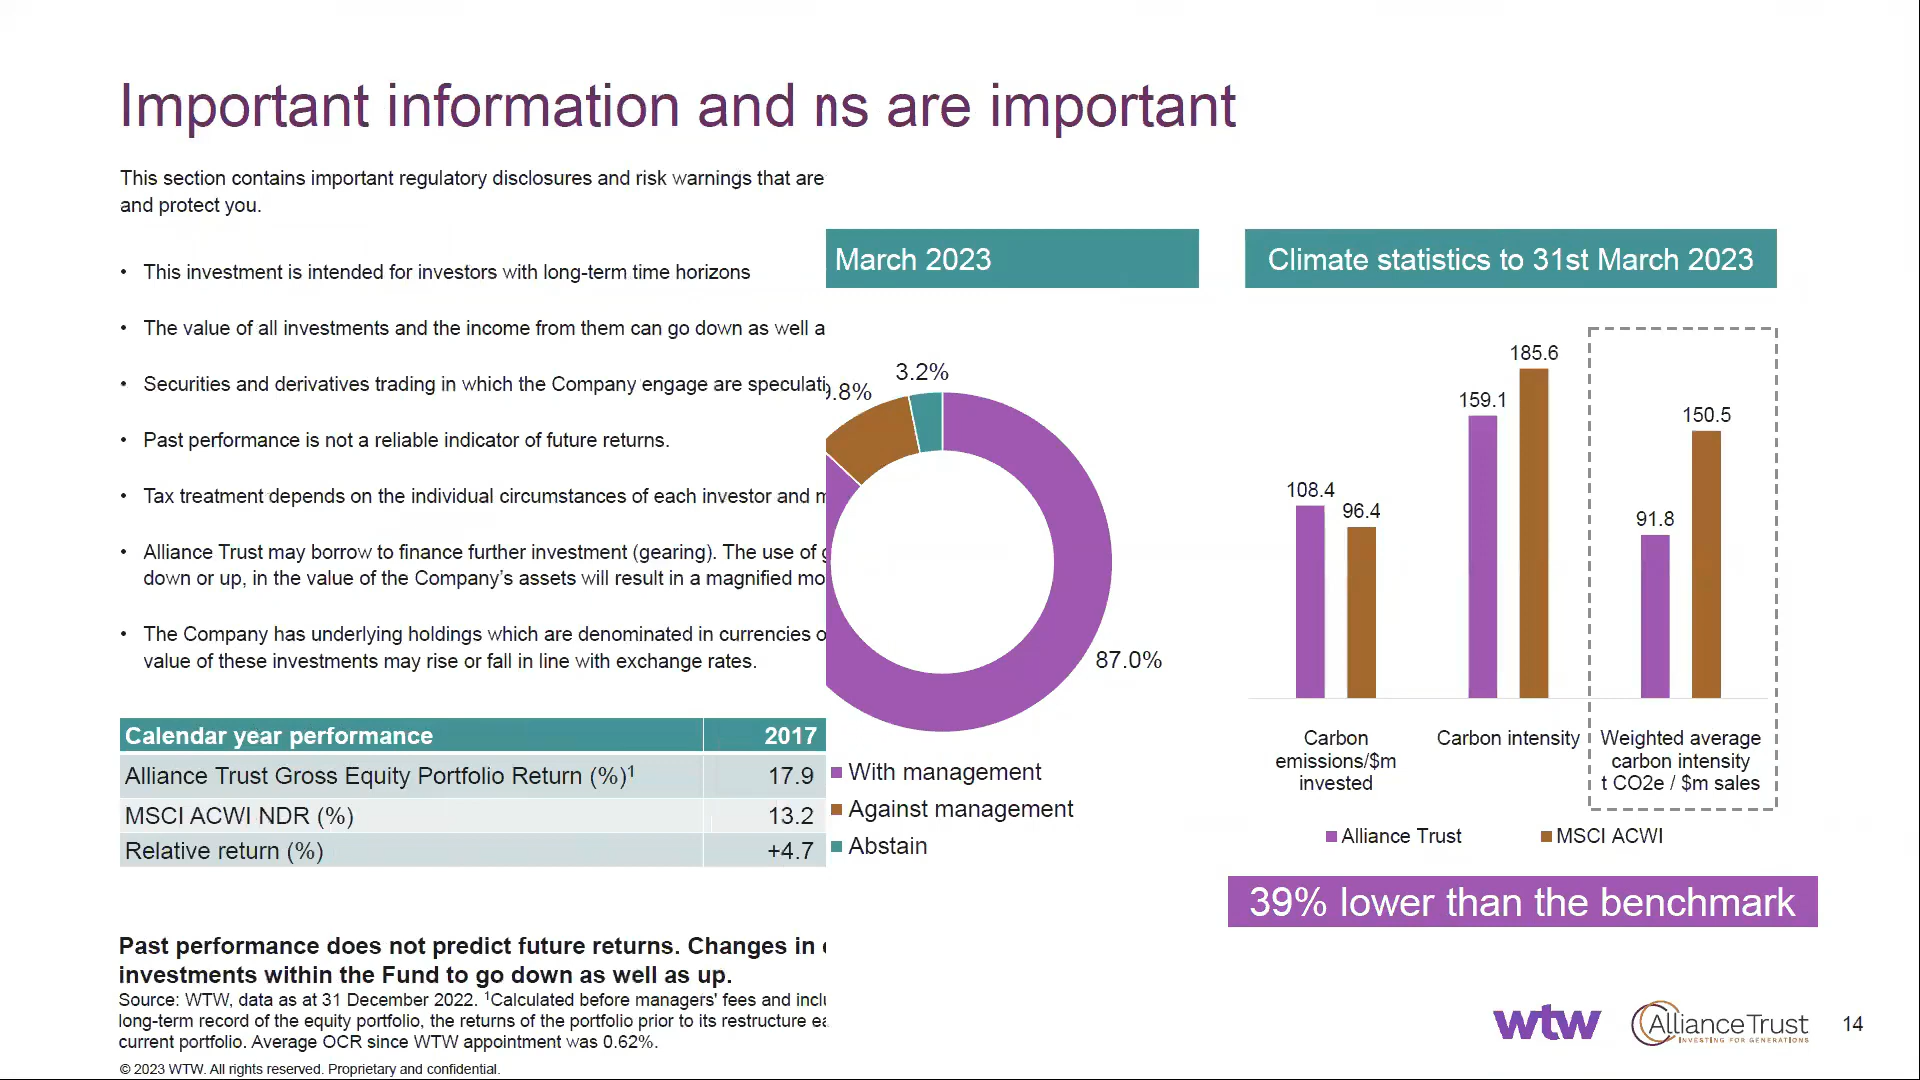 Important information and ns are important
This section contains important regulatory disclosures and risk warnings that are
and protect you.
• This investment is intended for investors with long-term time horizons
• The value of all investments and the income from them can go down as well a
• Securities and derivatives trading in which the Company engage are speculati
• Past performance is not a reliable indicator of future returns.
• Tax treatment depends on the individual circumstances of each investor and
• Alliance Trust may borrow to finance further investment (gearing). The use of
down or up, in the value of the Company's assets will result in a magnified mo
• The Company has underlying holdings which are denominated in currencies o
value of these investments may rise or fall in line with exchange rates.
Calendar year performance 2017
Alliance Trust Gross Equity Portfolio Return (%)¹ 17.9
MSCI ACWI NDR (%) 13.2
Relative return (%) +4.7
Past performance does not predict future returns. Changes in
investments within the Fund to go down as well as up.
Source: WTW, data as at 31 December 2022. ¹Calculated before managers' fees and inclu
long-term record of the equity portfolio, the returns of the portfolio prior to its restructure ea
current portfolio. Average OCR since WTW appointment was 0.62%.
© 2023 WTW. All rights reserved. Proprietary and confidential.
March 2023
3.2%
.8%
87.0%
With management
Against management
Abstain
Climate statistics to 31st March 2023
185.6
159.1
150.5
108.4
96.4
91.8
Carbon
emissions/$m
invested
Carbon intensity
Weighted average
carbon intensity
t CO2e / $m sales
Alliance Trust MSCI ACWI
39% lower than the benchmark
wtw
Alliance Trust
INVESTING FOR GENERATIONS
14